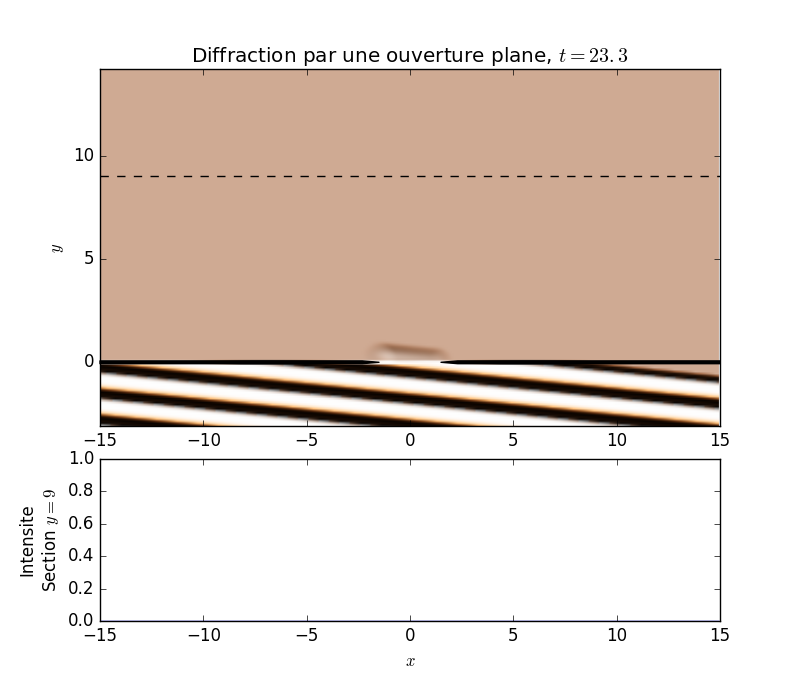 Diffraction par une ouverture plane, t = 23.3
10
5
0
y
−15 −10 −5 0 5 10 15
1.0
0.8
0.6
0.4
0.2
0.0
Intensite
Section y = 9
−15 −10 −5 0 5 10 15
x